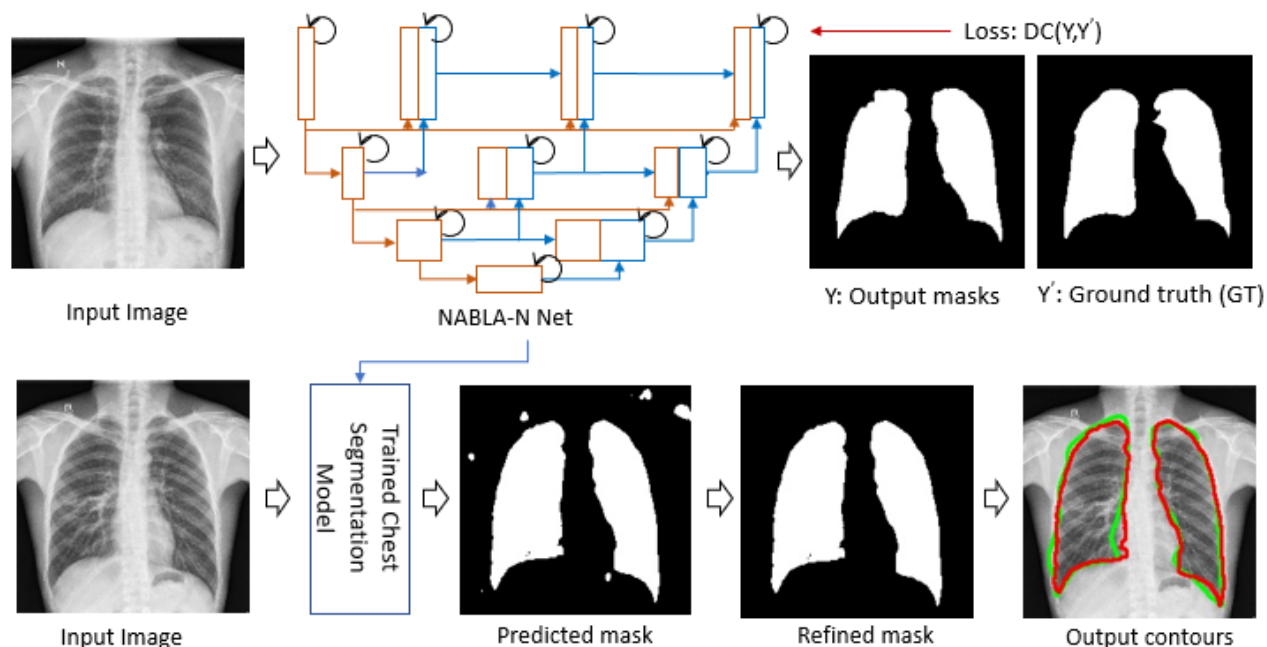 Loss: DC(Y,Y′)
Input Image
NABLA-N Net
Y: Output masks
Y′: Ground truth (GT)
Trained Chest
Segmentation
Model
Input Image
Predicted mask
Refined mask
Output contours